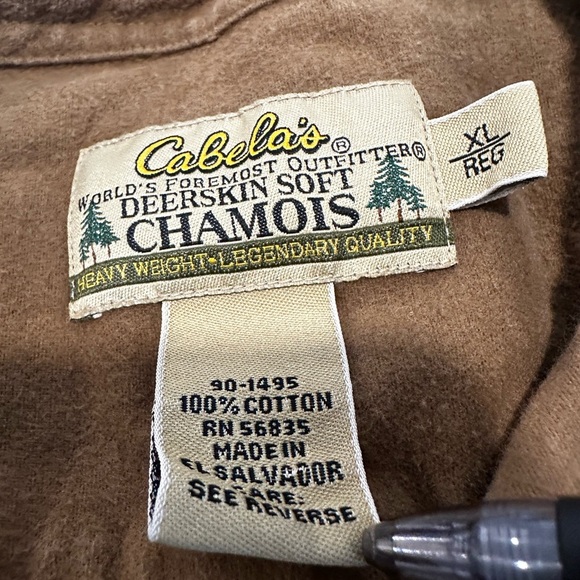 Cabela's®
WORLD'S FOREMOST OUTFITTER®
DEERSKIN SOFT
CHAMOIS
HEAVY WEIGHT·LEGENDARY QUALITY
XL
REG
90-1495
100% COTTON
RN 56835
MADE IN
EL SALVADOR
CARE:
SEE REVERSE